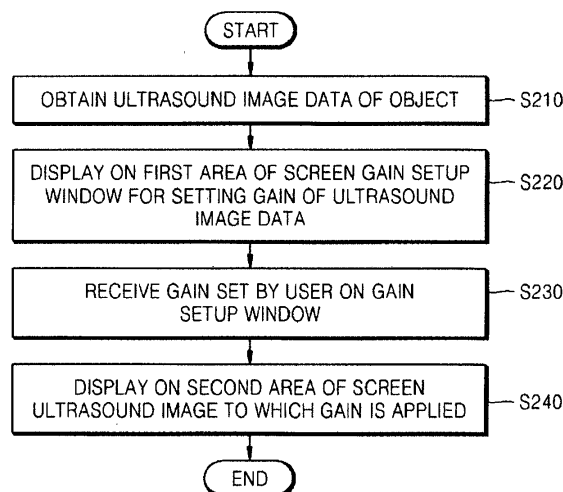 START
OBTAIN ULTRASOUND IMAGE DATA OF OBJECT
S210
DISPLAY ON FIRST AREA OF SCREEN GAIN SETUP
WINDOW FOR SETTING GAIN OF ULTRASOUND
IMAGE DATA
S220
RECEIVE GAIN SET BY USER ON GAIN
SETUP WINDOW
S230
DISPLAY ON SECOND AREA OF SCREEN
ULTRASOUND IMAGE TO WHICH GAIN IS APPLIED
S240
END